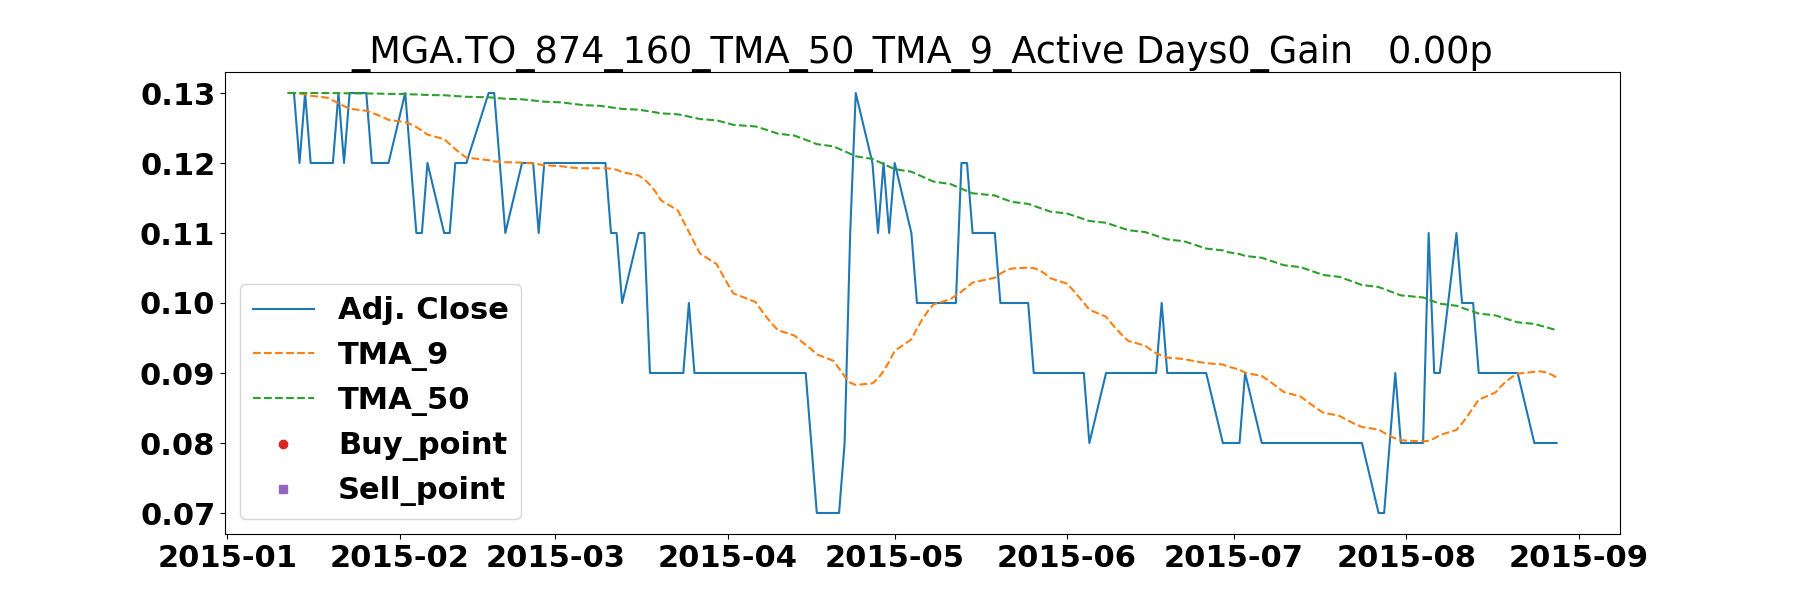 _MGA.TO_874_160_TMA_50_TMA_9_Active Days0_Gain   0.00p
0.13
0.12
0.11
0.10
0.09
0.08
0.07
Adj. Close
TMA_9
TMA_50
Buy_point
Sell_point
2015-01 2015-02 2015-03 2015-04 2015-05 2015-06 2015-07 2015-08 2015-09